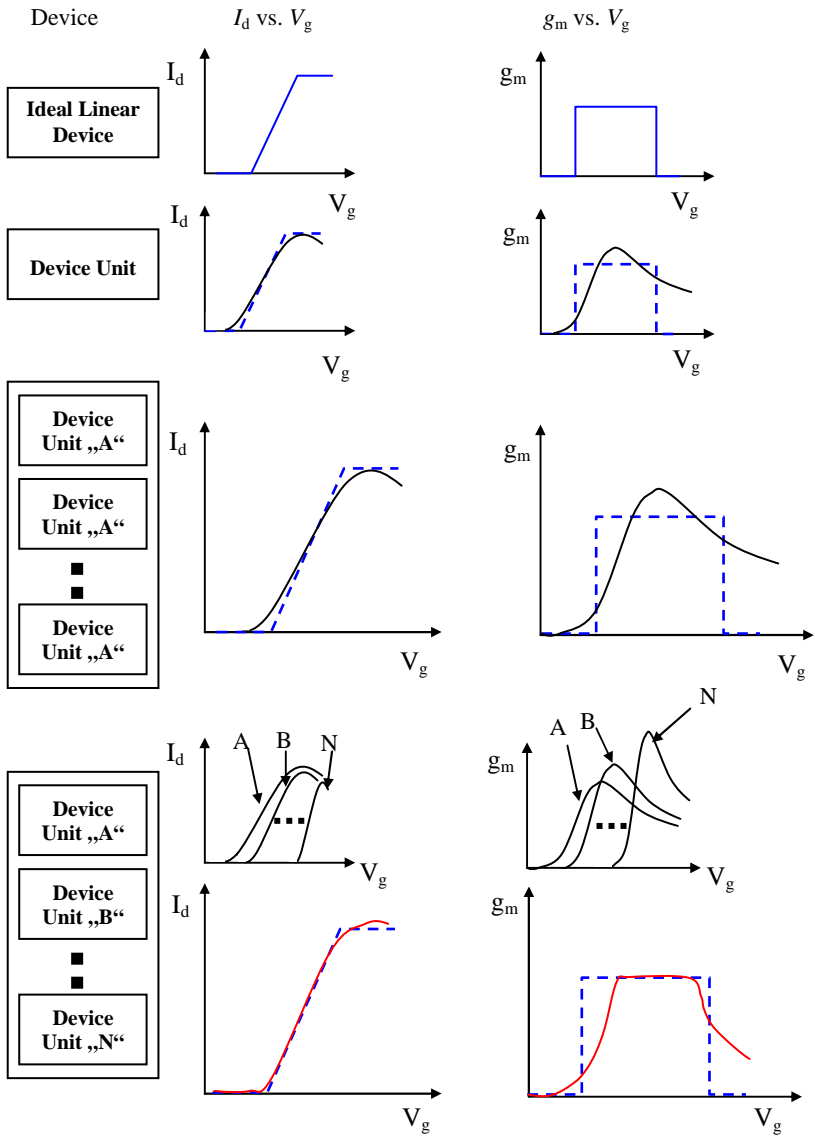 Device
I_d vs. V_g
g_m vs. V_g
Ideal Linear
Device
I_d
V_g
g_m
V_g
Device Unit
I_d
V_g
g_m
V_g
Device
Unit „A“
Device
Unit „A“
Device
Unit „A“
I_d
V_g
g_m
V_g
Device
Unit „A“
Device
Unit „B“
Device
Unit „N“
I_d
A
B
N
V_g
g_m
A
B
N
V_g
I_d
V_g
g_m
V_g